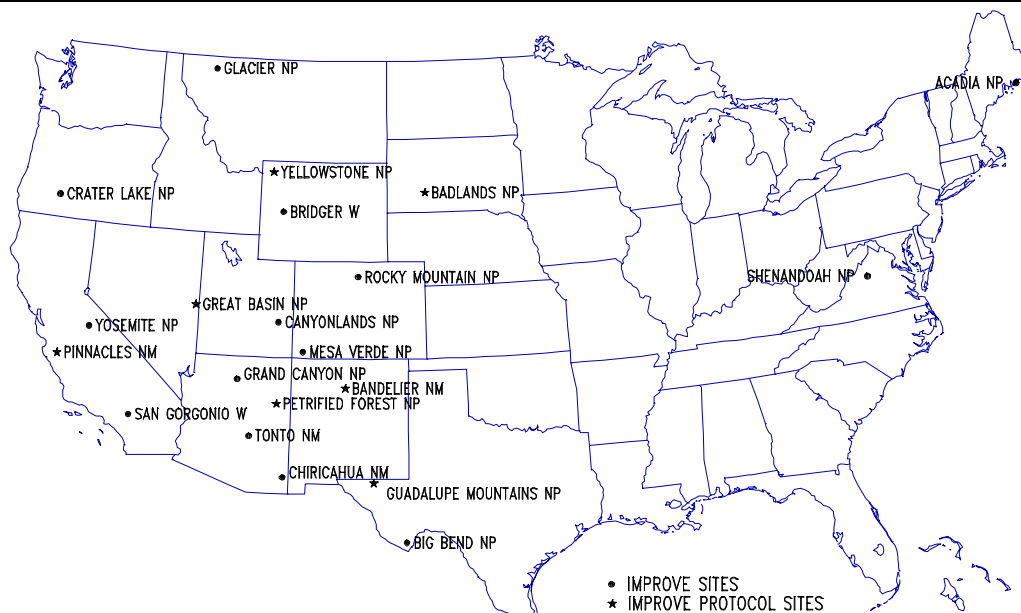 GLACIER NP
ACADIA NP
YELLOWSTONE NP
BADLANDS NP
CRATER LAKE NP
BRIDGER W
SHENANDOAH NP
ROCKY MOUNTAIN NP
GREAT BASIN NP
CANYONLANDS NP
YOSEMITE NP
PINNACLES NM
MESA VERDE NP
GRAND CANYON NP
BANDELIER NM
PETRIFIED FOREST NP
SAN GORGONIO W
TONTO NM
CHIRICAHUA NM
GUADALUPE MOUNTAINS NP
BIG BEND NP
IMPROVE SITES
IMPROVE PROTOCOL SITES